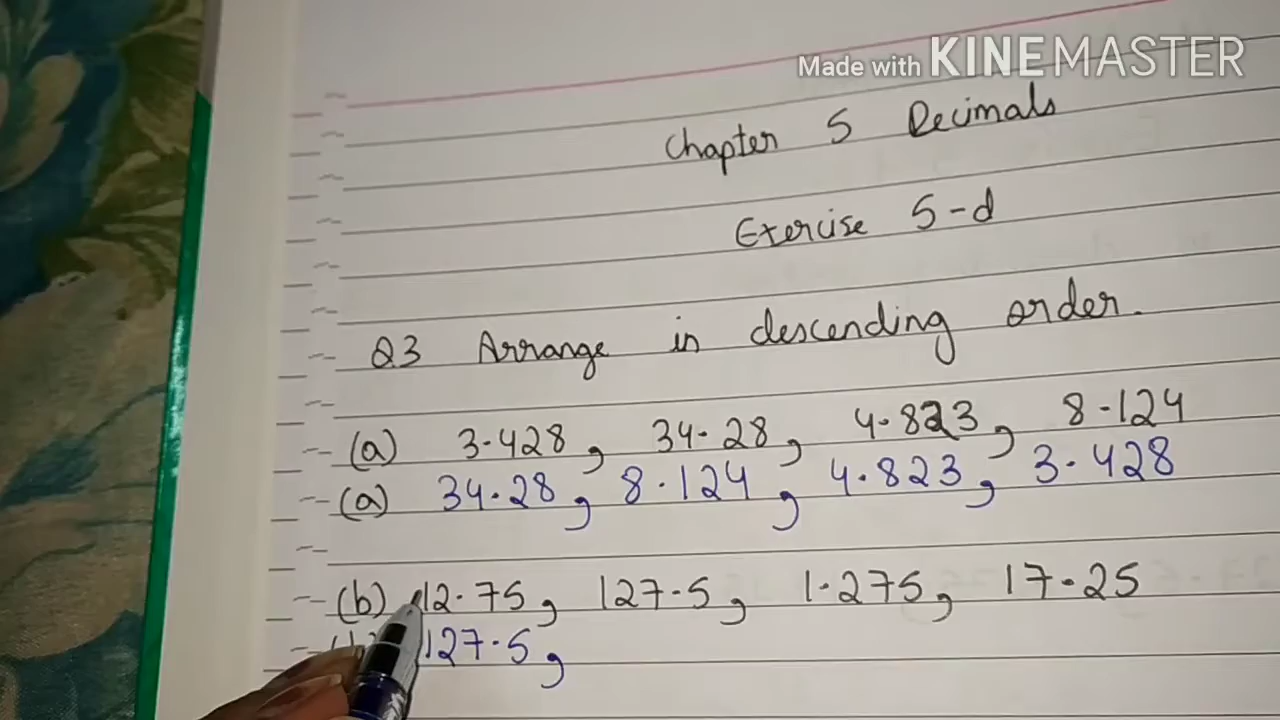 Made with KINEMASTER
Chapter 5 Decimals
Exercise 5-d
Q3 Arrange in descending order.
(a) 3.428, 34.28, 4.823, 8.124
(a) 34.28, 8.124, 4.823, 3.428
(b) 12.75, 127.5, 1.275, 17.25
127.5,